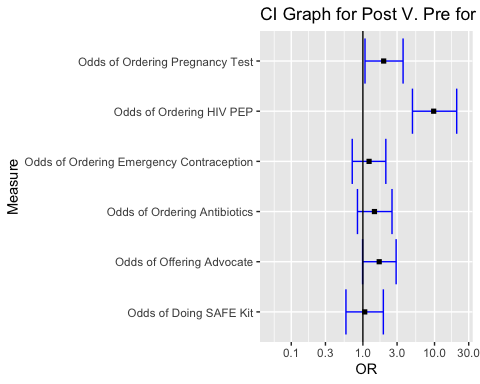 CI Graph for Post V. Pre for
Odds of Ordering Pregnancy Test
Odds of Ordering HIV PEP
Odds of Ordering Emergency Contraception
Odds of Ordering Antibiotics
Odds of Offering Advocate
Odds of Doing SAFE Kit
Measure
0.1 0.3 1.0 3.0 10.0 30.0
OR